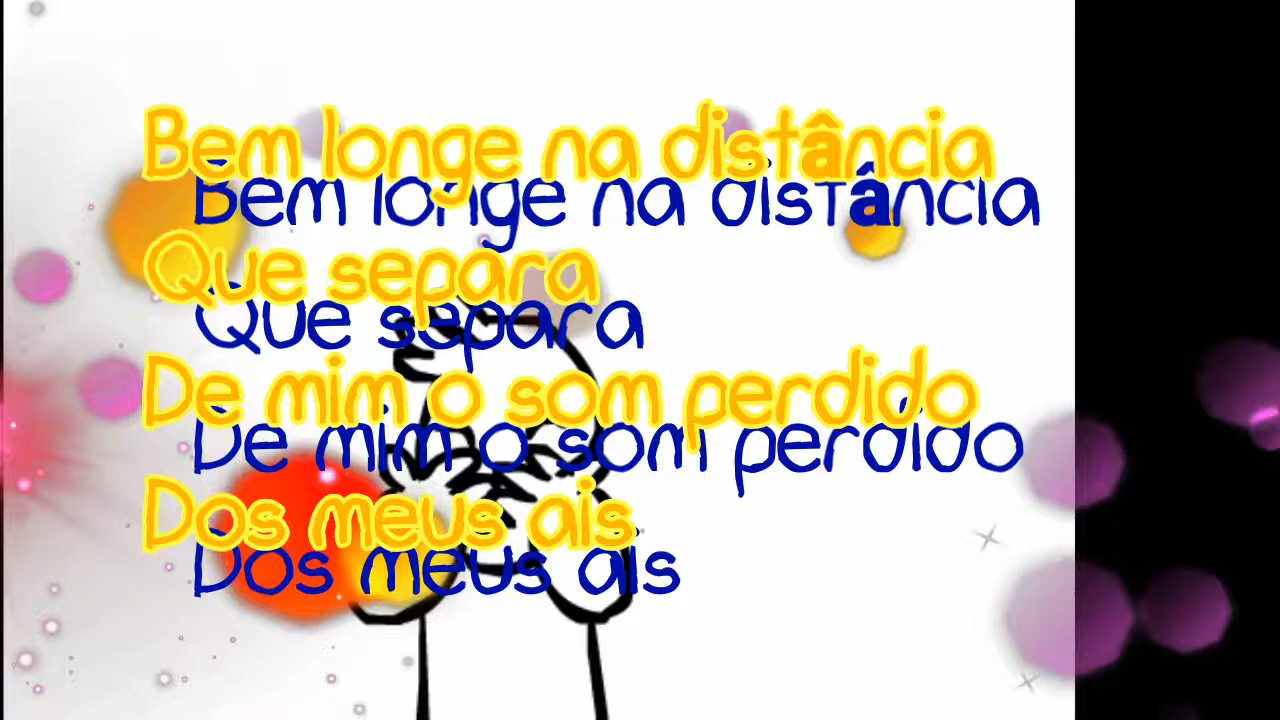 Bem longe na distância
Bem longe na distância
Que separa
Que separa
De mim o som perdido
De mim o som perdido
Dos meus ais
Dos meus ais